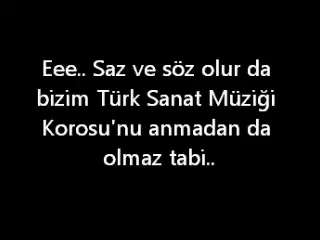 Eee.. Saz ve söz olur da
bizim Türk Sanat Müziği
Korosu'nu anmadan da
olmaz tabi..